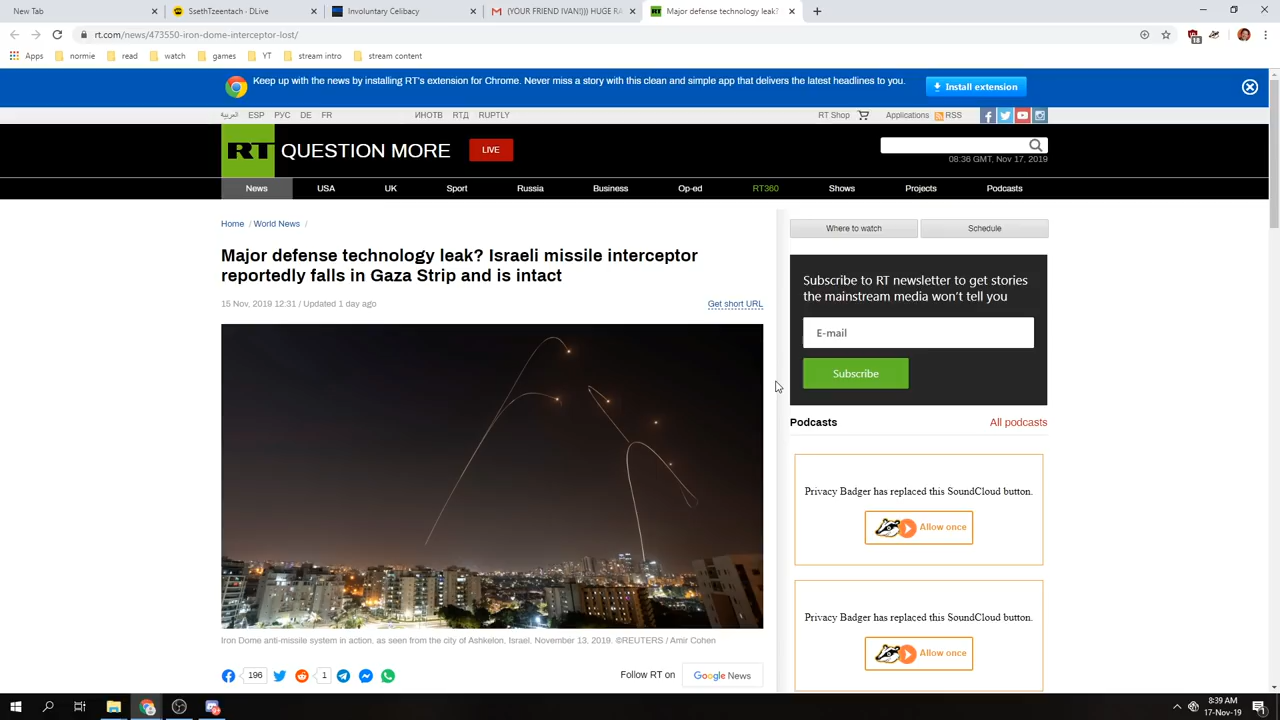 New Tab
SsethTzeentach - DLive
Involuntary Celibacy
(YOUR FRIEND IVAN!))) HUGE RA
Major defense technology leak?
rt.com/news/473550-iron-dome-interceptor-lost/
18
Apps
normie
read
watch
games
YT
stream intro
stream content
Keep up with the news by installing RT's extension for Chrome. Never miss a story with this clean and simple app that delivers the latest headlines to you.
Install extension
العربية ESP РУС DE FR ИНОТВ РТД RUPTLY
RT Shop
Applications
RSS
RT QUESTION MORE
LIVE
08:36 GMT, Nov 17, 2019
News USA UK Sport Russia Business Op-ed RT360 Shows Projects Podcasts
Home / World News /
Where to watch
Schedule
Major defense technology leak? Israeli missile interceptor
reportedly falls in Gaza Strip and is intact
15 Nov, 2019 12:31 / Updated 1 day ago
Get short URL
Subscribe to RT newsletter to get stories
the mainstream media won't tell you
E-mail
Subscribe
Podcasts
All podcasts
Privacy Badger has replaced this SoundCloud button.
Allow once
Privacy Badger has replaced this SoundCloud button.
Allow once
Iron Dome anti-missile system in action, as seen from the city of Ashkelon, Israel, November 13, 2019. ©REUTERS / Amir Cohen
196
1
Follow RT on
Google News
8:39 AM
17-Nov-19